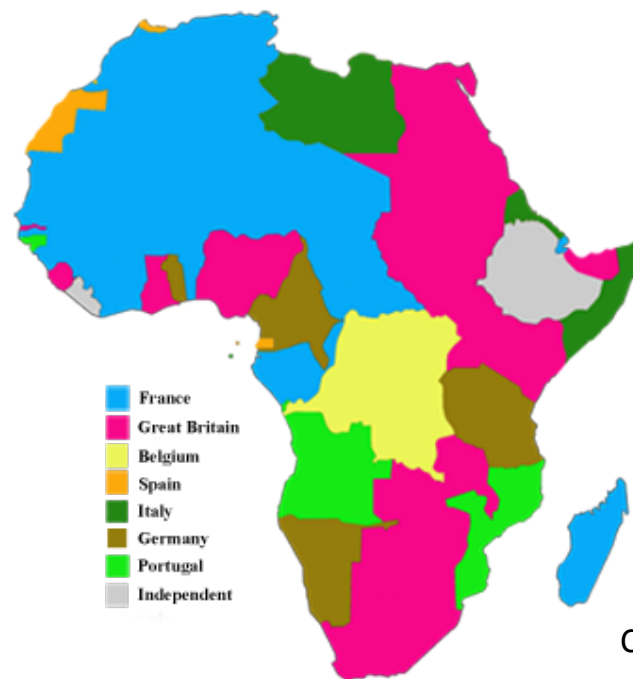 France
Great Britain
Belgium
Spain
Italy
Germany
Portugal
Independent